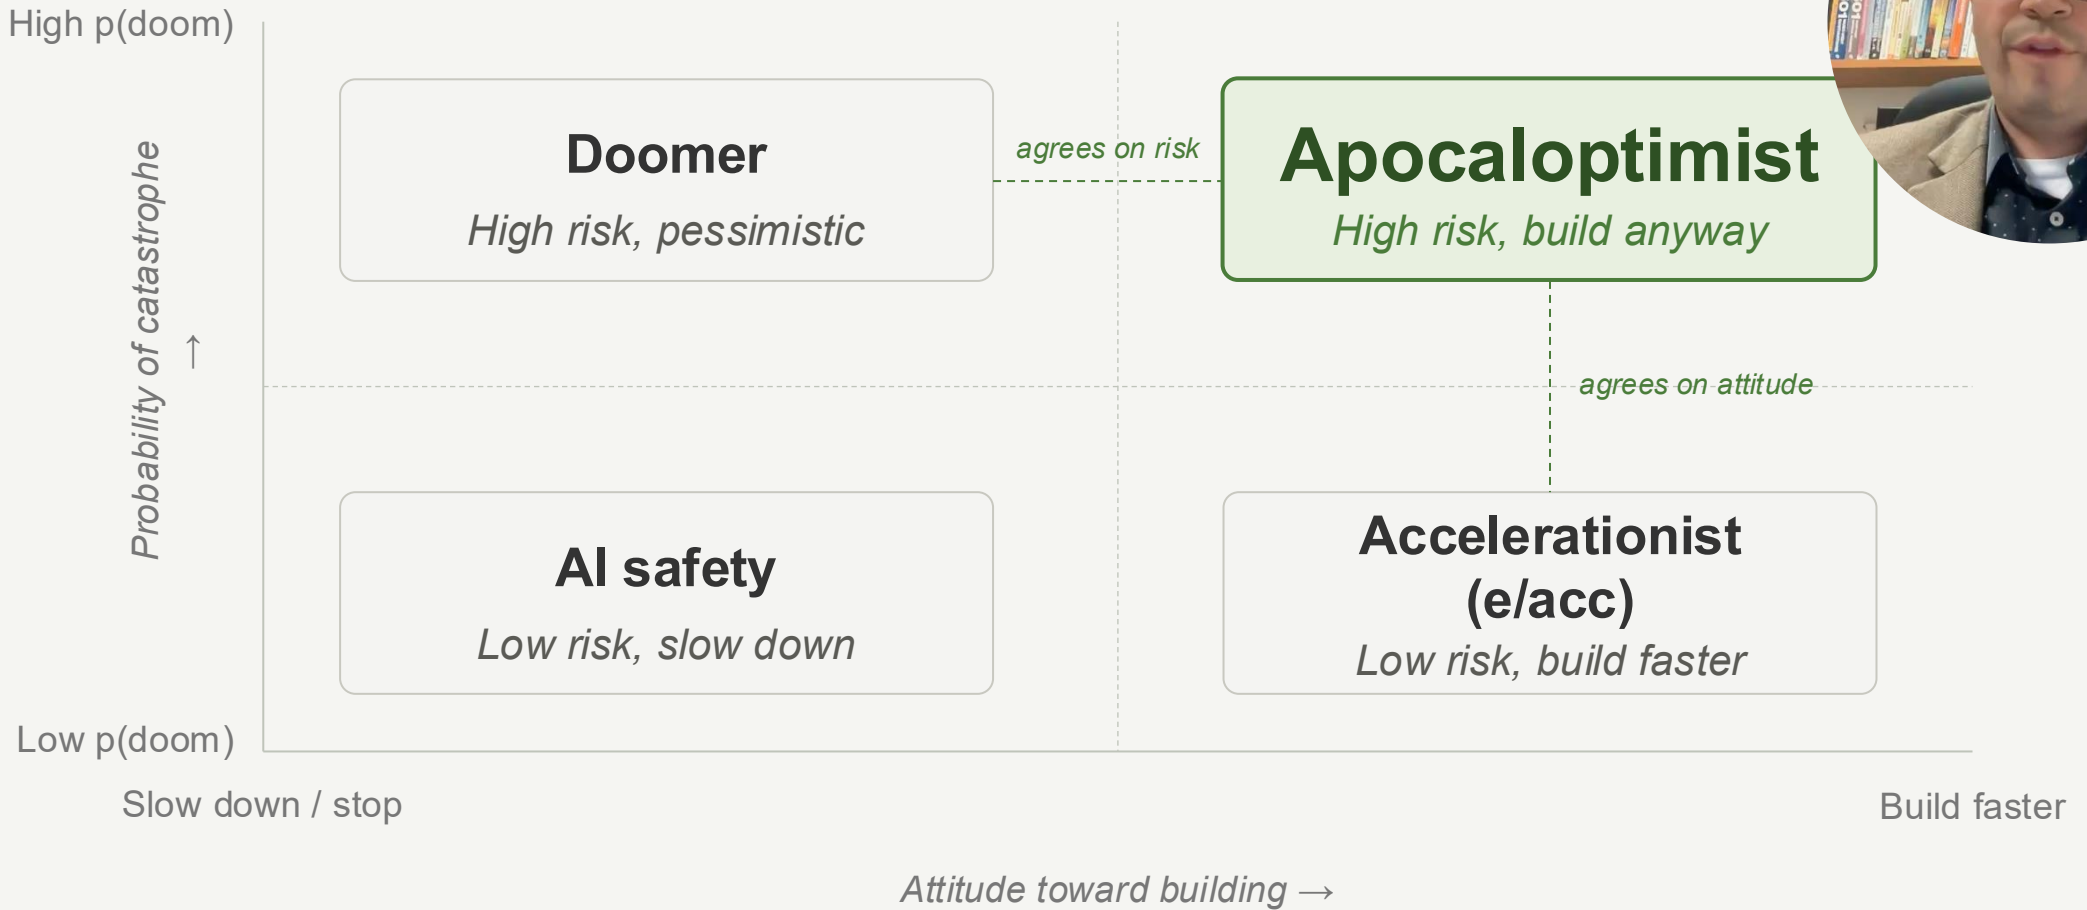 High p(doom)
Doomer
High risk, pessimistic
agrees on risk
Apocaloptimist
High risk, build anyway
Probability of catastrophe
→
agrees on attitude
AI safety
Low risk, slow down
Accelerationist
(e/acc)
Low risk, build faster
Low p(doom)
Slow down / stop
Build faster
Attitude toward building →